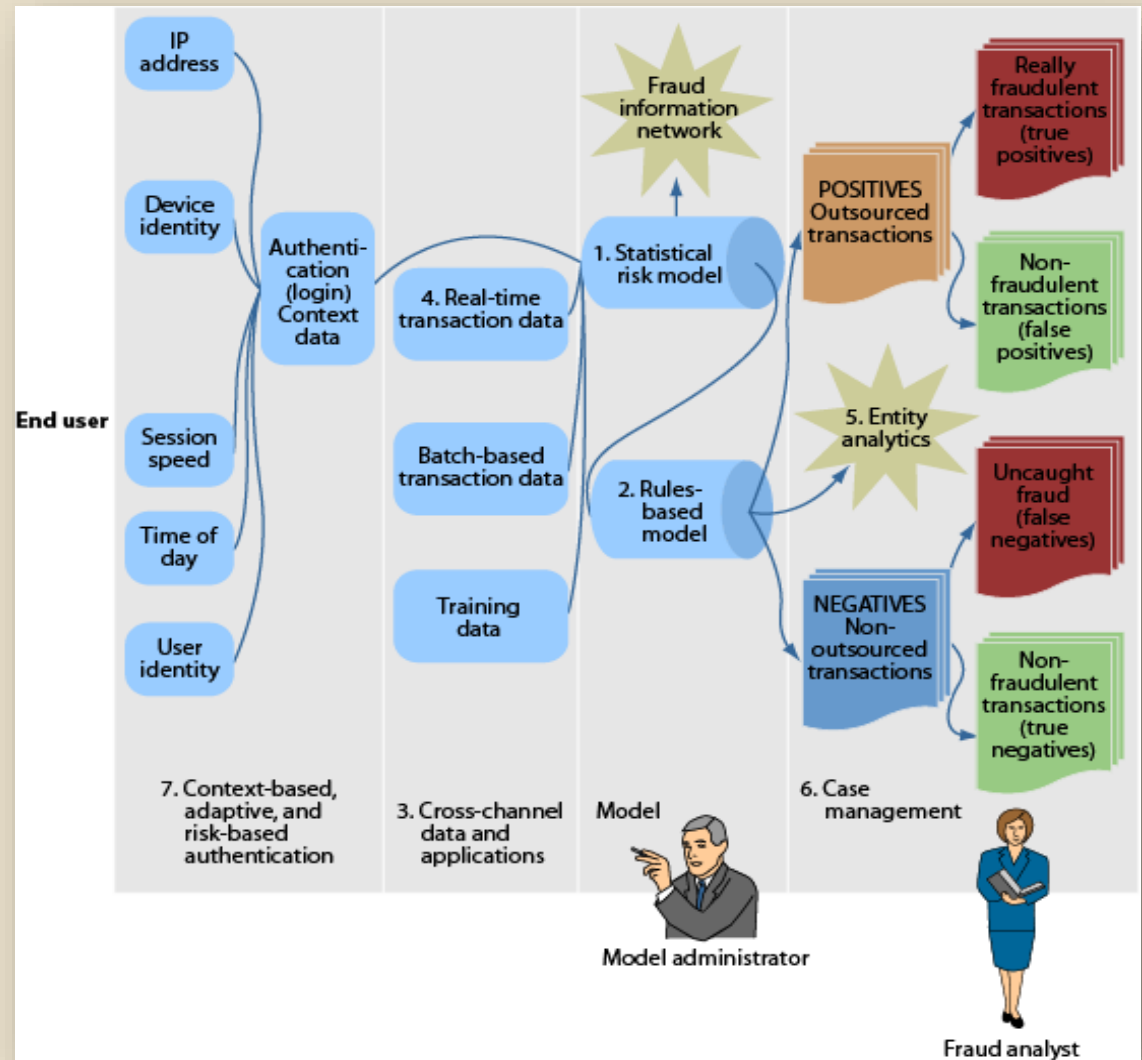 IP
address
Device
identity
Authenti-
cation
(login)
Context
data
End user
Session
speed
Time of
day
User
identity
7. Context-based,
adaptive, and
risk-based
authentication
4. Real-time
transaction data
Batch-based
transaction data
Training
data
3. Cross-channel
data and
applications
Fraud
information
network
1. Statistical
risk model
2. Rules-
based
model
Model
Model administrator
POSITIVES
Outsourced
transactions
5. Entity
analytics
NEGATIVES
Non-
outsourced
transactions
6. Case
management
Really
fraudulent
transactions
(true
positives)
Non-
fraudulent
transactions
(false
positives)
Uncaught
fraud
(false
negatives)
Non-
fraudulent
transactions
(true
negatives)
Fraud analyst